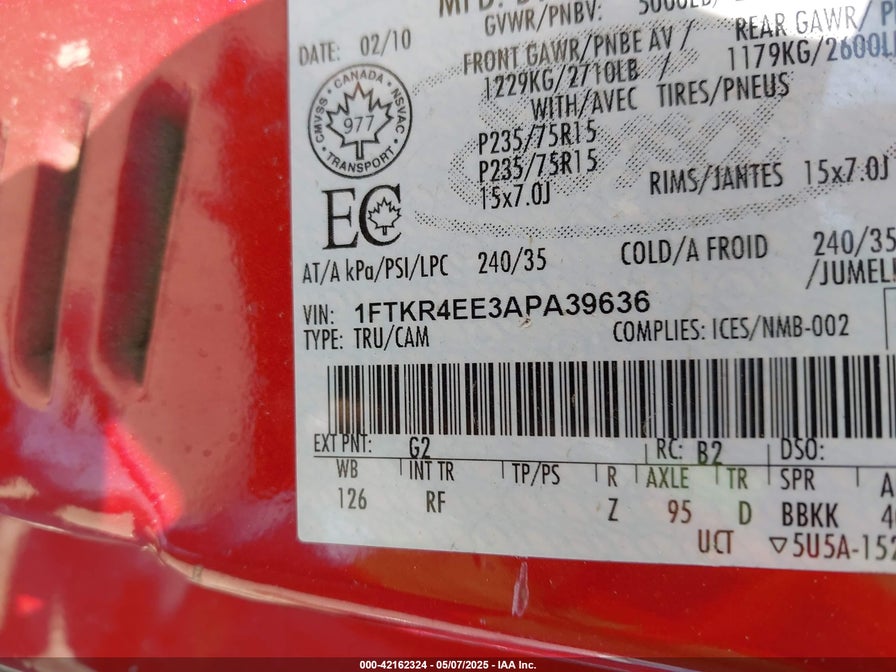 GVWR/PNBV:
DATE: 02/10
FRONT GAWR/PNBE AV /
REAR GAWR/
1229KG/2710LB /
1179KG/2600L
WITH/AVEC TIRES/PNEUS
CANADA
CMVSS
NSVAC
977
TRANSPORT
P235/75R15
P235/75R15
15x7.0J
RIMS/JANTES 15x7.0J
EC
AT/A kPa/PSI/LPC 240/35
COLD/A FROID 240/35
/JUMEL
VIN: 1FTKR4EE3APA39636
TYPE: TRU/CAM
COMPLIES: ICES/NMB-002
EXT PNT: G2 RC: B2 DSO:
WB INT TR TP/PS R AXLE TR SPR A
126 RF Z 95 D BBKK 4
UCT ▽5U5A-152
000-42162324 - 05/07/2025 - IAA Inc.